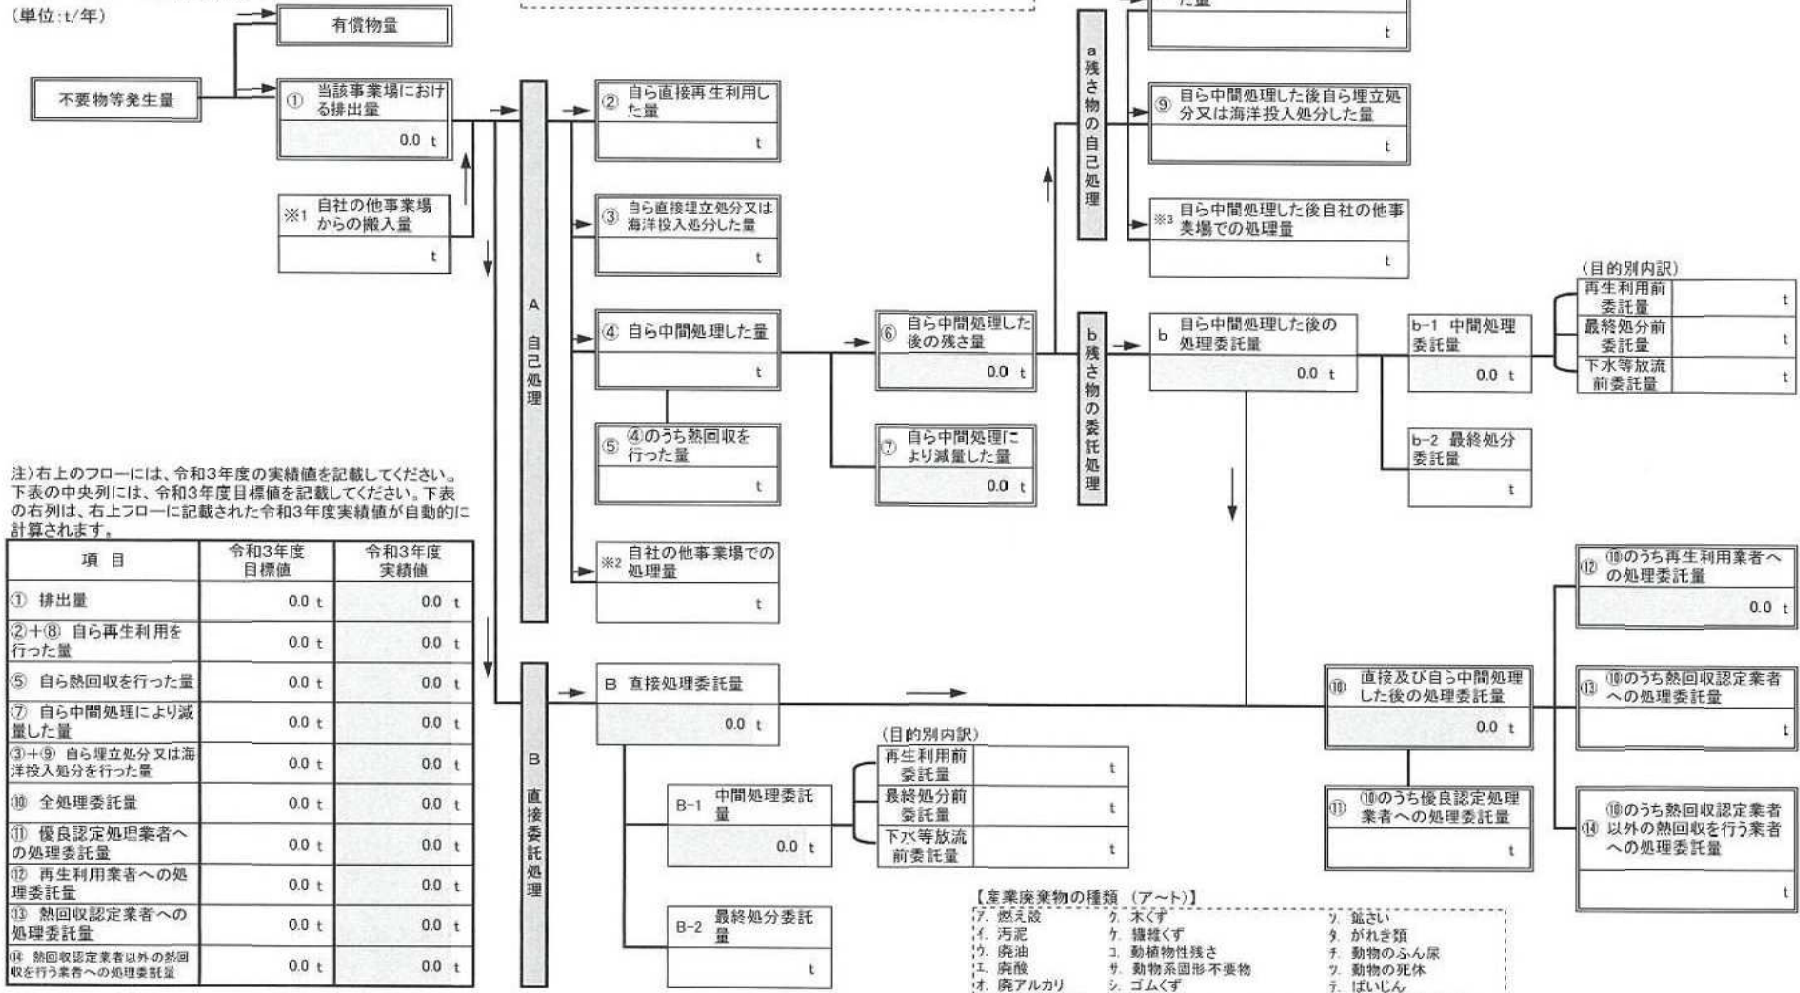 (単位:t/年)
有償物量
不要物等発生量
① 当該事業場におけ
る排出量
0.0 t
※1 自社の他事業場
からの搬入量
t
A 自己処理
② 自ら直接再生利用し
た量
t
③ 自ら直接埋立処分又は
海洋投入処分した量
t
④ 自ら中間処理した量
t
⑤ ④のうち熱回収を
行った量
t
※2 自社の他事業場での
処理量
t
⑥ 自ら中間処理した
後の残さ量
0.0 t
⑦ 自ら中間処理に
より減量した量
0.0 t
a 残さ物の自己処理
た量
t
⑨ 自ら中間処理した後自ら埋立処
分又は海洋投入処分した量
t
※3 自ら中間処理した後自社の他事
業場での処理量
t
b 残さ物の委託処理
b 自ら中間処理した後の
処理委託量
0.0 t
b-1 中間処理
委託量
0.0 t
(目的別内訳)
再生利用前
委託量
t
最終処分前
委託量
t
下水等放流
前委託量
t
b-2 最終処分
委託量
t
注)右上のフローには、令和3年度の実績値を記載してください。
下表の中央列には、令和3年度目標値を記載してください。下表
の右列は、右上フローに記載された令和3年度実績値が自動的に
計算されます。
項 目 令和3年度 令和3年度
目標値 実績値
① 排出量 0.0 t 0.0 t
②+⑧ 自ら再生利用を
行った量 0.0 t 0.0 t
⑤ 自ら熱回収を行った量 0.0 t 0.0 t
⑦ 自ら中間処理により減
量した量 0.0 t 0.0 t
③+⑨ 自ら埋立処分又は海
洋投入処分を行った量 0.0 t 0.0 t
⑩ 全処理委託量 0.0 t 0.0 t
⑪ 優良認定処理業者へ
の処理委託量 0.0 t 0.0 t
⑫ 再生利用業者への処
理委託量 0.0 t 0.0 t
⑬ 熱回収認定業者への
処理委託量 0.0 t 0.0 t
⑭ 熱回収認定業者以外の熱回
収を行う業者への処理委託量 0.0 t 0.0 t
B 直接委託処理
B 直接処理委託量
0.0 t
B-1 中間処理委託
量
0.0 t
(目的別内訳)
再生利用前
委託量
t
最終処分前
委託量
t
下水等放流
前委託量
t
B-2 最終処分委託
量
t
⑩ 直接及び自ら中間処理
した後の処理委託量
0.0 t
⑪ ⑩のうち優良認定処理
業者への処理委託量
t
⑫ ⑩のうち再生利用業者へ
の処理委託量
0.0 t
⑬ ⑩のうち熱回収認定業者
への処理委託量
t
⑭ ⑩のうち熱回収認定業者
以外の熱回収を行う業者
への処理委託量
t
【産業廃棄物の種類 (ア~ト)】
ア. 燃え殻 ク. 木くず ソ. 鉱さい
イ. 汚泥 ケ. 繊維くず タ. がれき類
ウ. 廃油 コ. 動植物性残さ チ. 動物のふん尿
エ. 廃酸 サ. 動物系固形不要物 ツ. 動物の死体
オ. 廃アルカリ シ. ゴムくず テ. ばいじん